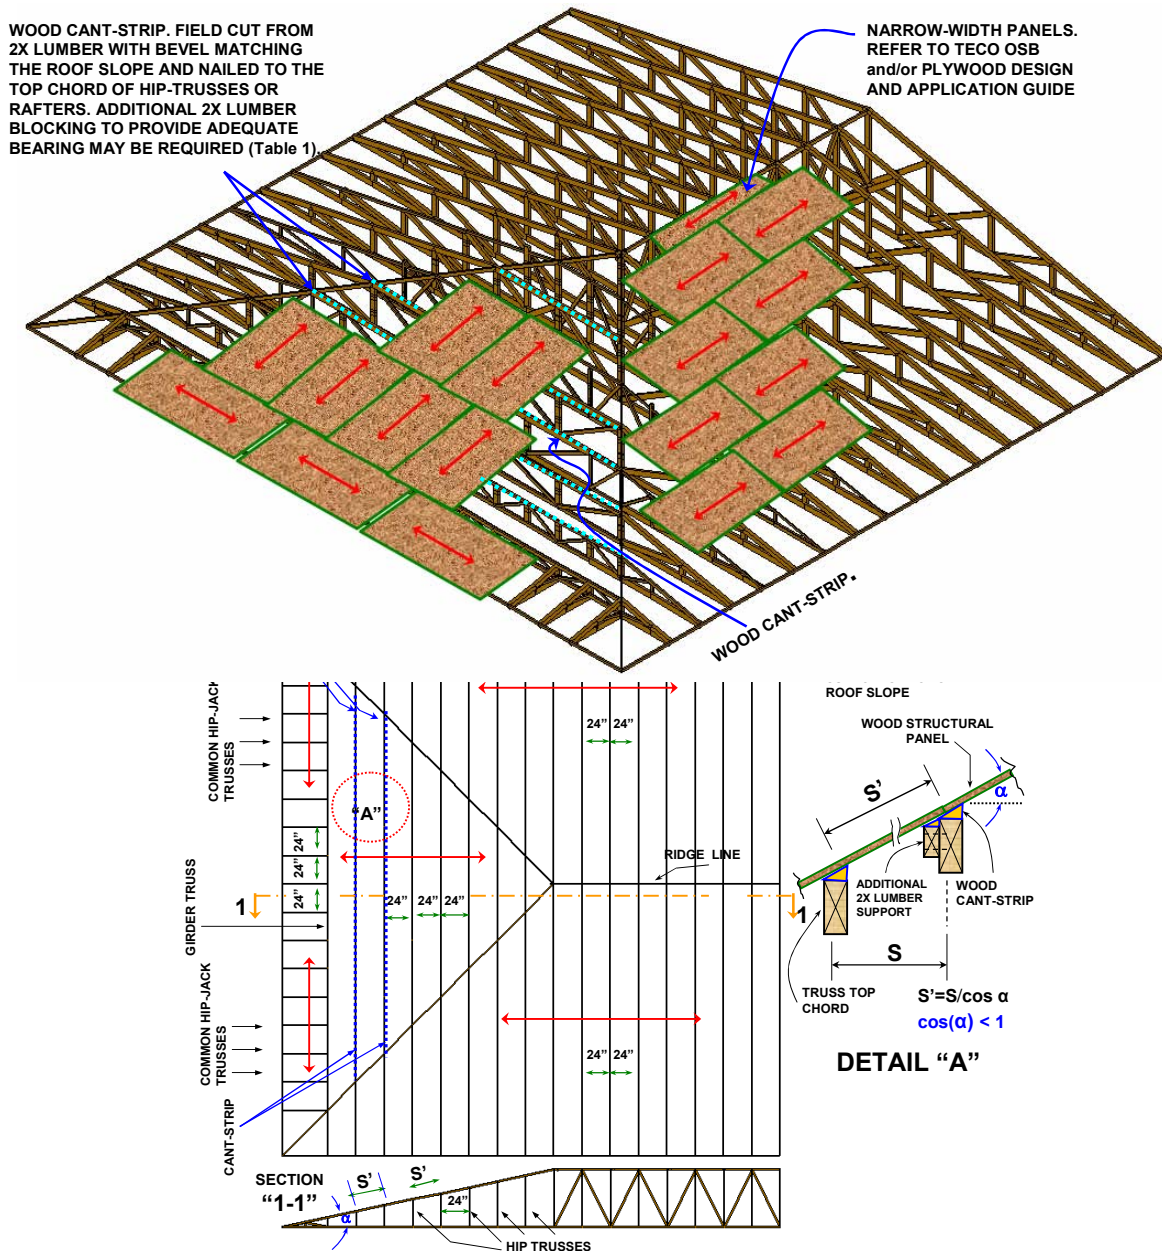 WOOD CANT-STRIP. FIELD CUT FROM
2X LUMBER WITH BEVEL MATCHING
THE ROOF SLOPE AND NAILED TO THE
TOP CHORD OF HIP-TRUSSES OR
RAFTERS. ADDITIONAL 2X LUMBER
BLOCKING TO PROVIDE ADEQUATE
BEARING MAY BE REQUIRED (Table 1).
NARROW-WIDTH PANELS.
REFER TO TECO OSB
and/or PLYWOOD DESIGN
AND APPLICATION GUIDE
WOOD CANT-STRIP.
COMMON HIP-JACK
TRUSSES
24” 24”
“A”
24”
24”
24”
24” 24” 24”
RIDGE LINE
1
1
GIRDER TRUSS
COMMON HIP-JACK
TRUSSES
24” 24”
CANT-STRIP
ROOF SLOPE
WOOD STRUCTURAL
PANEL
S’
α
ADDITIONAL
2X LUMBER
SUPPORT
WOOD
CANT-STRIP
S
TRUSS TOP
CHORD
S’=S/cos α
cos(α) < 1
DETAIL “A”
SECTION
“1-1”
S’
S’
24”
α
HIP TRUSSES